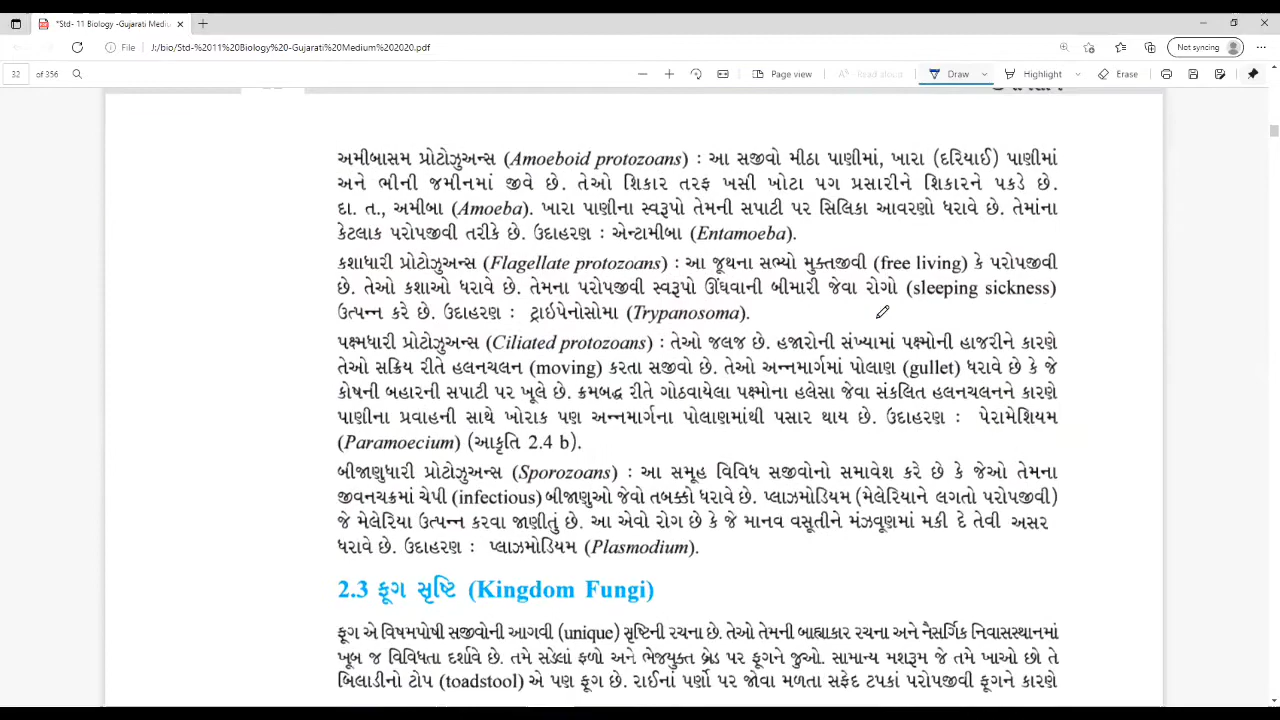 *Std- 11 Biology -Gujarati Mediun
File J:/bio/Std-%2011%20Biology%20-Gujarati%20Medium%202020.pdf Not syncing
32 of 356 Page view Read aloud Draw Highlight Erase
અમીબાસમ પ્રોટોઝુઅન્સ (Amoeboid protozoans) : આ સજીવો મીઠા પાણીમાં, ખારા (દરિયાઈ) પાણીમાં
અને ભીની જમીનમાં જીવે છે. તેઓ શિકાર તરફ ખસી ખોટા પગ પ્રસારીને શિકારને પકડે છે.
દા. ત., અમીબા (Amoeba). ખારા પાણીના સ્વરૂપો તેમની સપાટી પર સિલિકા આવરણો ધરાવે છે. તેમાંના
કેટલાક પરોપજીવી તરીકે છે. ઉદાહરણ : એન્ટામીબા (Entamoeba).
કશાધારી પ્રોટોઝુઅન્સ (Flagellate protozoans) : આ જૂથના સભ્યો મુક્તજીવી (free living) કે પરોપજીવી
છે. તેઓ કશાઓ ધરાવે છે. તેમના પરોપજીવી સ્વરૂપો ઊંઘવાની બીમારી જેવા રોગો (sleeping sickness)
ઉત્પન્ન કરે છે. ઉદાહરણ : ટ્રાઇપેનોસોમા (Trypanosoma).
પક્ષ્મધારી પ્રોટોઝુઅન્સ (Ciliated protozoans) : તેઓ જલજ છે. હજારોની સંખ્યામાં પક્ષ્મોની હાજરીને કારણે
તેઓ સક્રિય રીતે હલનચલન (moving) કરતા સજીવો છે. તેઓ અન્નમાર્ગમાં પોલાણ (gullet) ધરાવે છે કે જે
કોષની બહારની સપાટી પર ખૂલે છે. ક્રમબદ્ધ રીતે ગોઠવાયેલા પક્ષ્મોના હલેસા જેવા સંકલિત હલનચલનને કારણે
પાણીના પ્રવાહની સાથે ખોરાક પણ અન્નમાર્ગના પોલાણમાંથી પસાર થાય છે. ઉદાહરણ : પેરામેશિયમ
(Paramoecium) (આકૃતિ 2.4 b).
બીજાણુધારી પ્રોટોઝુઅન્સ (Sporozoans) : આ સમૂહ વિવિધ સજીવોનો સમાવેશ કરે છે કે જેઓ તેમના
જીવનચક્રમાં ચેપી (infectious) બીજાણુઓ જેવો તબક્કો ધરાવે છે. પ્લાઝમોડિયમ (મેલેરિયાને લગતો પરોપજીવી)
જે મેલેરિયા ઉત્પન્ન કરવા જાણીતું છે. આ એવો રોગ છે કે જે માનવ વસૂતીને મંઝવૂણમાં મકી દે તેવી અસર
ધરાવે છે. ઉદાહરણ : પ્લાઝમોડિયમ (Plasmodium).
2.3 ફૂગ સૃષ્ટિ (Kingdom Fungi)
ફૂગ એ વિષમપોષી સજીવોની આગવી (unique) સૃષ્ટિની રચના છે. તેઓ તેમની બાહ્યાકાર રચના અને નૈસર્ગિક નિવાસસ્થાનમાં
ખૂબ જ વિવિધતા દર્શાવે છે. તમે સડેલાં ફળો અને ભેજયુક્ત બ્રેડ પર ફૂગને જુઓ. સામાન્ય મશરૂમ જે તમે ખાઓ છો તે
બિલાડીનો ટોપ (toadstool) એ પણ ફૂગ છે. રાઈનાં પર્ણો પર જોવા મળતા સફેદ ટપકાં પરોપજીવી ફૂગને કારણે